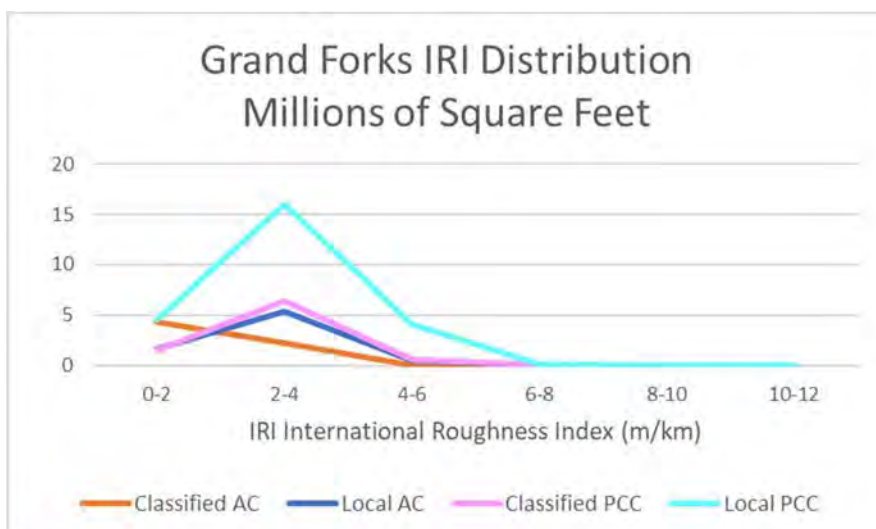 Grand Forks IRI Distribution
Millions of Square Feet
20
15
10
5
0
0-2 2-4 4-6 6-8 8-10 10-12
IRI International Roughness Index (m/km)
Classified AC Local AC Classified PCC Local PCC